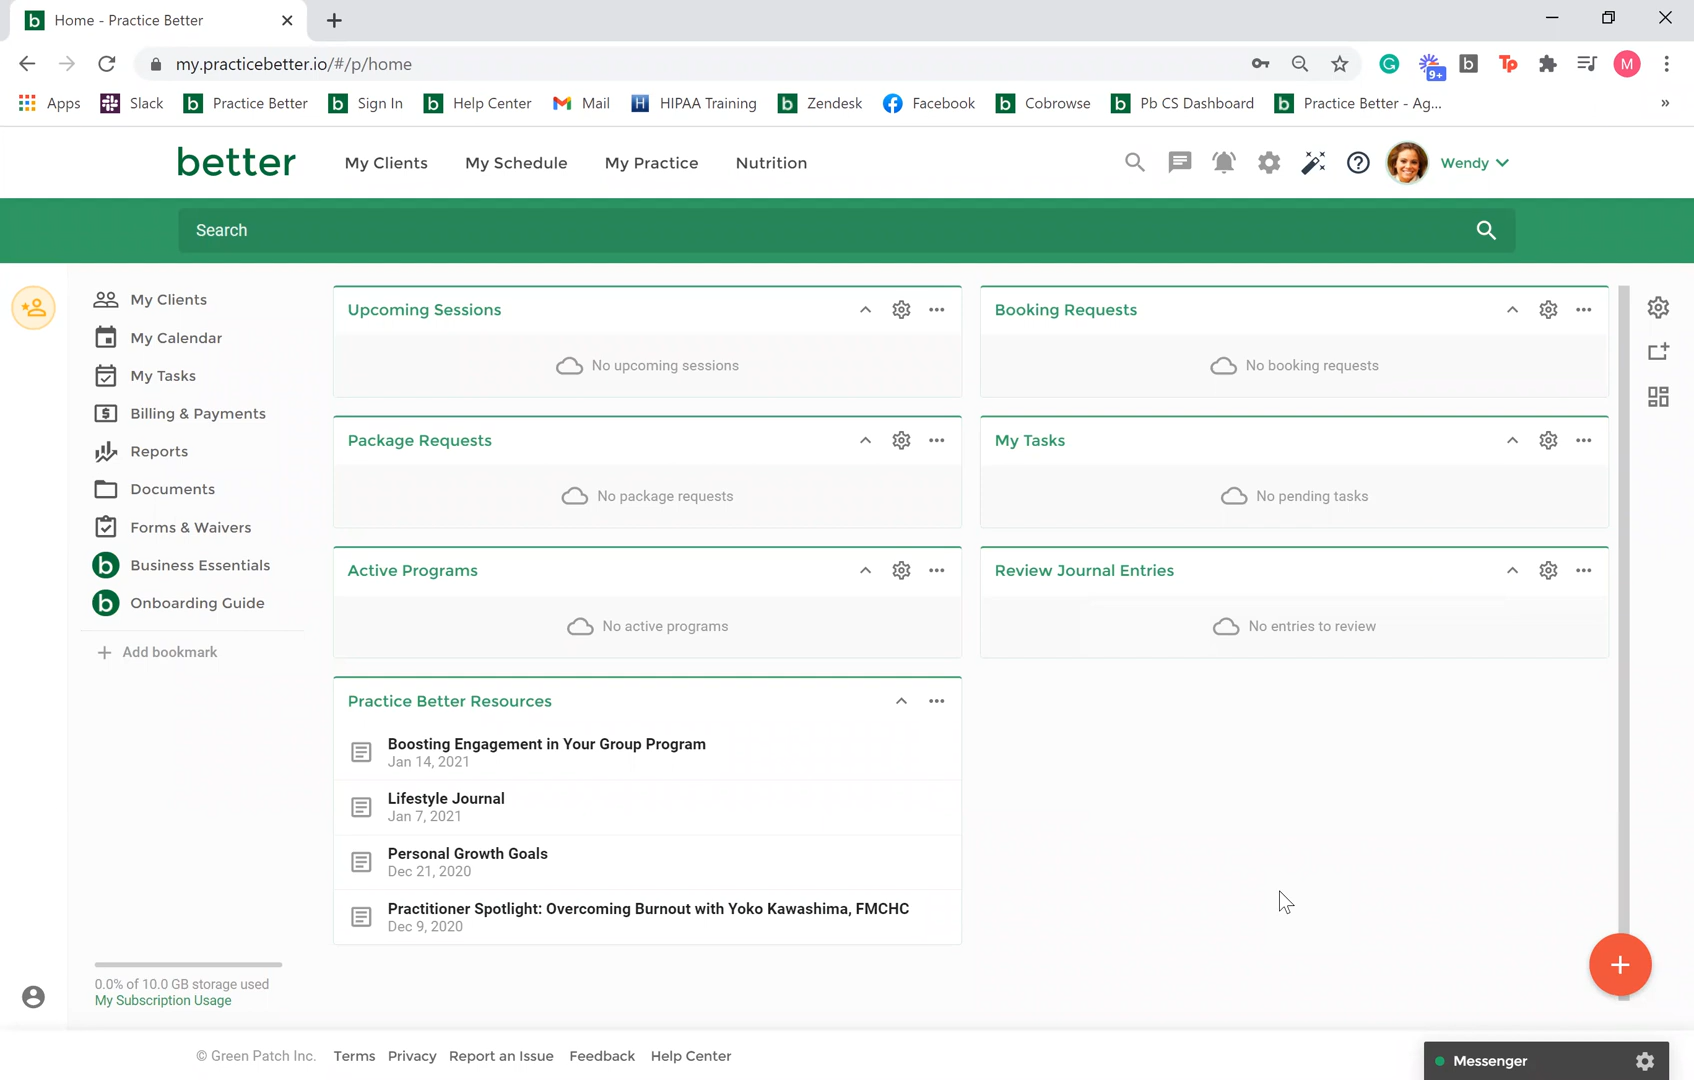 b Home - Practice Better
my.practicebetter.io/#/p/home
9+
b
Tp
M
Apps
Slack
b Practice Better
b Sign In
b Help Center
Mail
H HIPAA Training
b Zendesk
Facebook
b Cobrowse
b Pb CS Dashboard
b Practice Better - Ag...
better
My Clients
My Schedule
My Practice
Nutrition
Wendy
Search
My Clients
My Calendar
My Tasks
Billing & Payments
Reports
Documents
Forms & Waivers
b Business Essentials
b Onboarding Guide
Add bookmark
Upcoming Sessions
No upcoming sessions
Booking Requests
No booking requests
Package Requests
No package requests
My Tasks
No pending tasks
Active Programs
No active programs
Review Journal Entries
No entries to review
Practice Better Resources
Boosting Engagement in Your Group Program
Jan 14, 2021
Lifestyle Journal
Jan 7, 2021
Personal Growth Goals
Dec 21, 2020
Practitioner Spotlight: Overcoming Burnout with Yoko Kawashima, FMCHC
Dec 9, 2020
0.0% of 10.0 GB storage used
My Subscription Usage
© Green Patch Inc.
Terms
Privacy
Report an Issue
Feedback
Help Center
Messenger